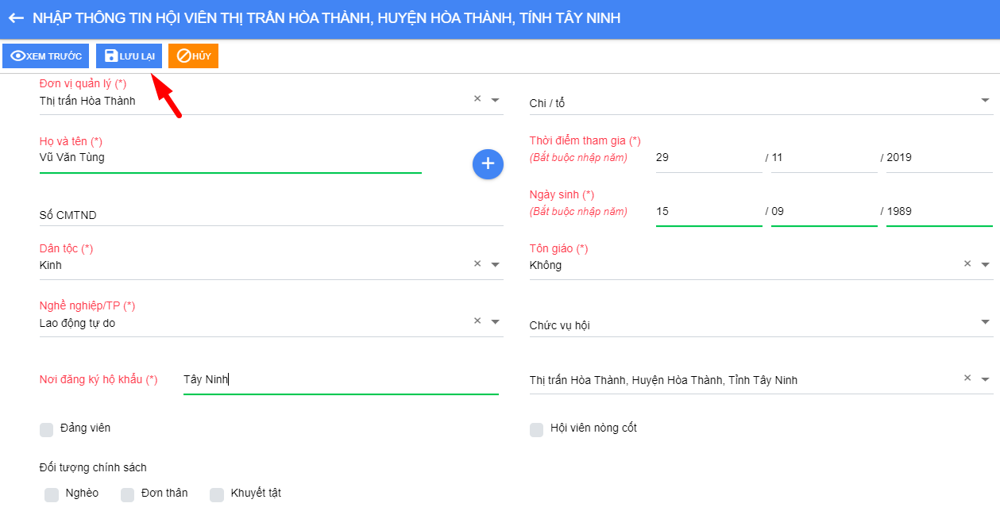 NHẬP THÔNG TIN HỘI VIÊN THỊ TRẤN HÒA THÀNH, HUYỆN HÒA THÀNH, TỈNH TÂY NINH
XEM TRƯỚC LƯU LẠI HỦY
Đơn vị quản lý (*)
Thị trấn Hòa Thành
Chi / tổ
Họ và tên (*)
Vũ Văn Tùng
Thời điểm tham gia (*)
(Bắt buộc nhập năm) 29 / 11 / 2019
Số CMTND
Ngày sinh (*)
(Bắt buộc nhập năm) 15 / 09 / 1989
Dân tộc (*)
Kinh
Tôn giáo (*)
Không
Nghề nghiệp/TP (*)
Lao động tự do
Chức vụ hội
Nơi đăng ký hộ khẩu (*) Tây Ninh
Thị trấn Hòa Thành, Huyện Hòa Thành, Tỉnh Tây Ninh
Đảng viên
Hội viên nòng cốt
Đối tượng chính sách
Nghèo Đơn thân Khuyết tật